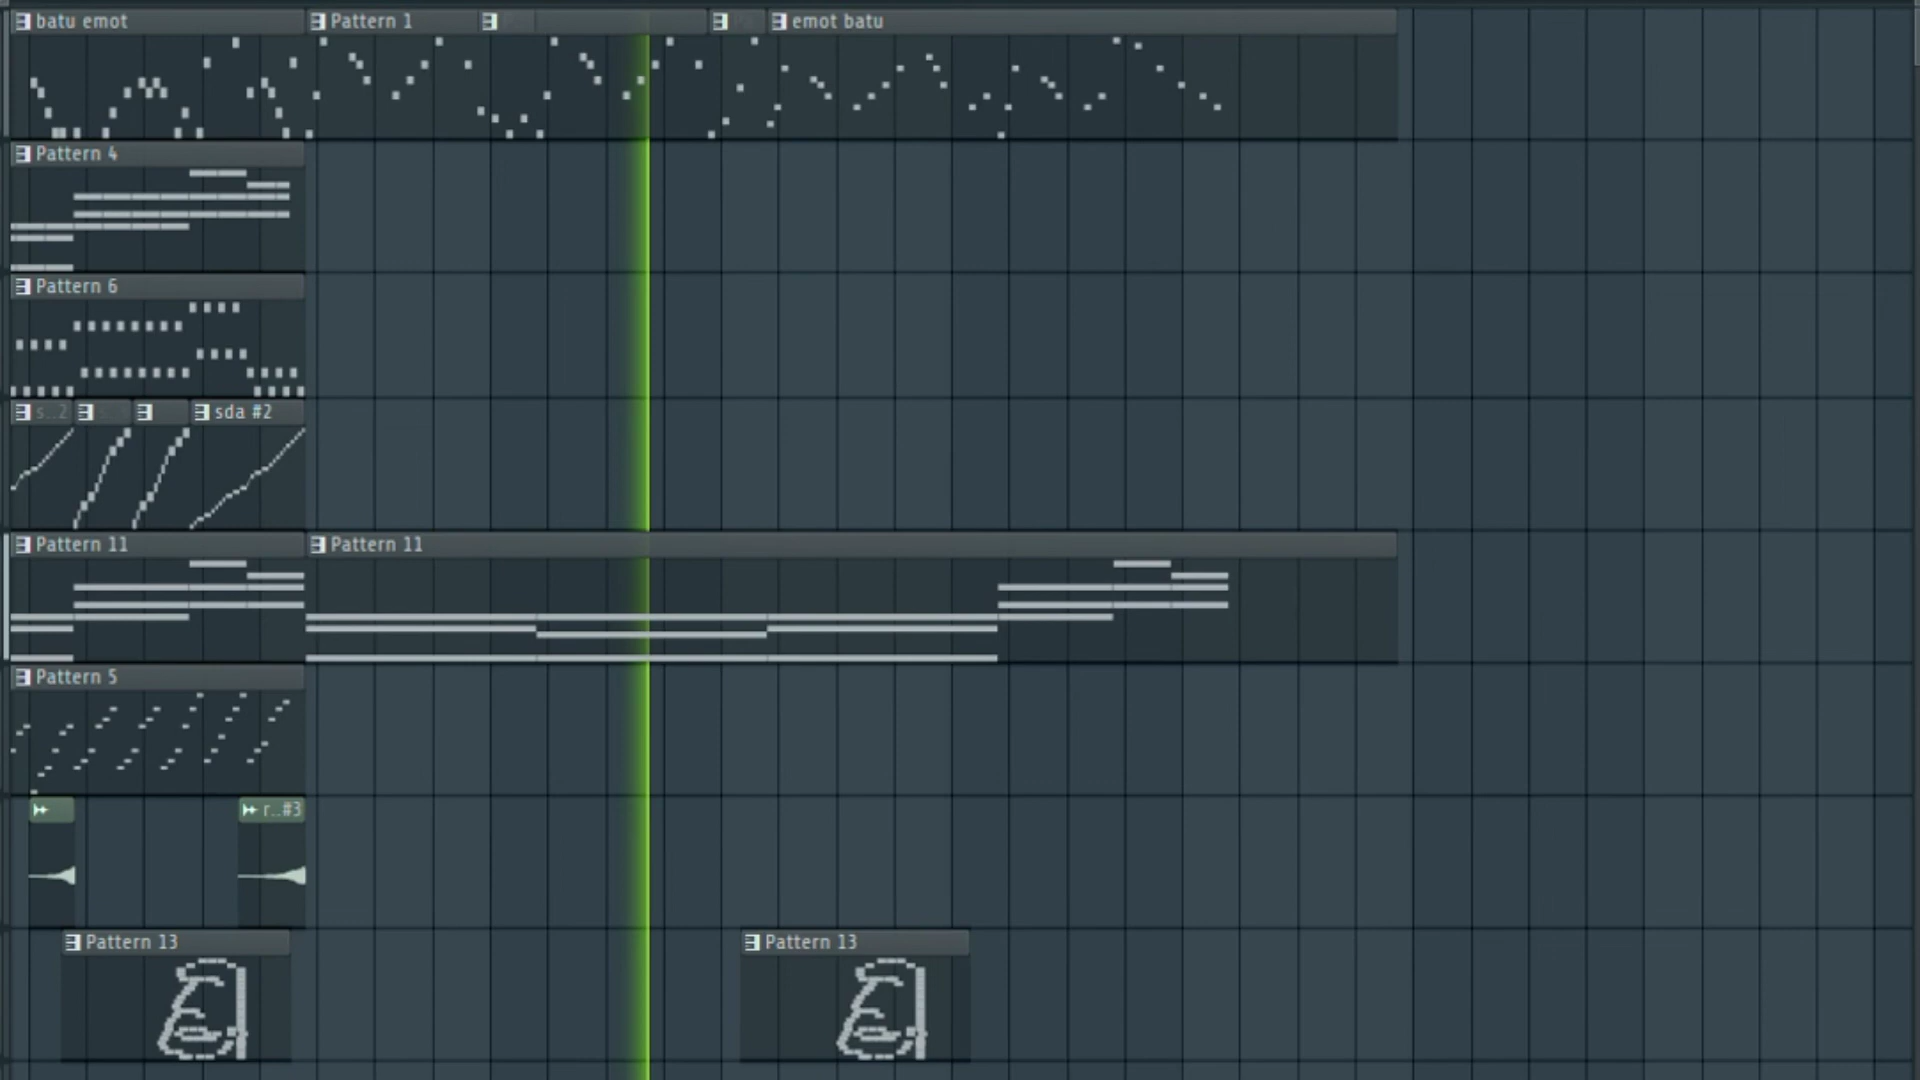 batu emot
Pattern 1
emot batu
Pattern 4
Pattern 6
s..2
sda #2
Pattern 11
Pattern 11
Pattern 5
r..#3
Pattern 13
Pattern 13